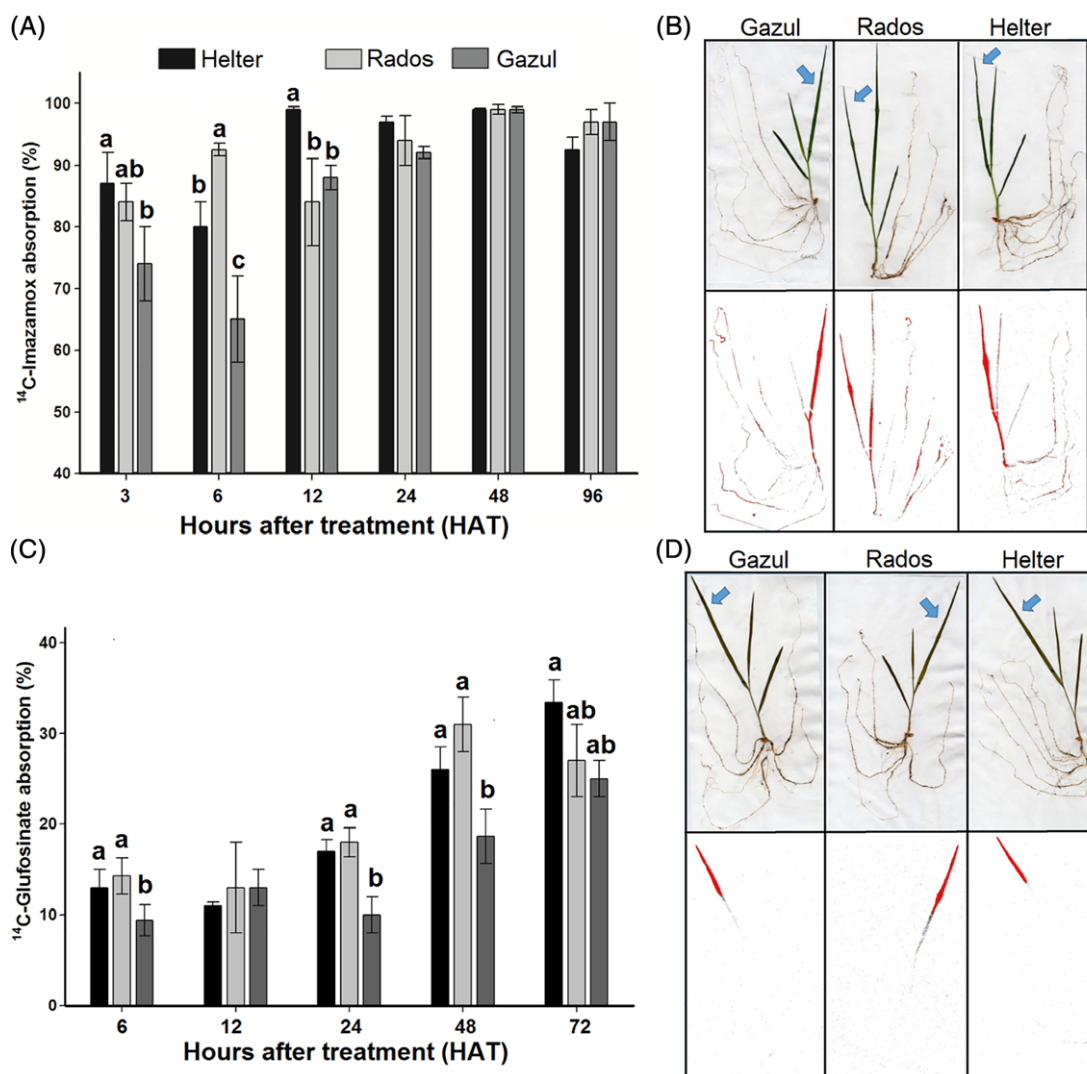 (A)
Helter Rados Gazul
¹⁴C-Imazamox absorption (%)
100
90
80
70
60
50
40
a ab b
b a c
a b b
3 6 12 24 48 96
Hours after treatment (HAT)
(B)
Gazul Rados Helter
(C)
¹⁴C-Glufosinate absorption (%)
40
30
20
10
0
a a b
a a b
a a b
a ab ab
6 12 24 48 72
Hours after treatment (HAT)
(D)
Gazul Rados Helter